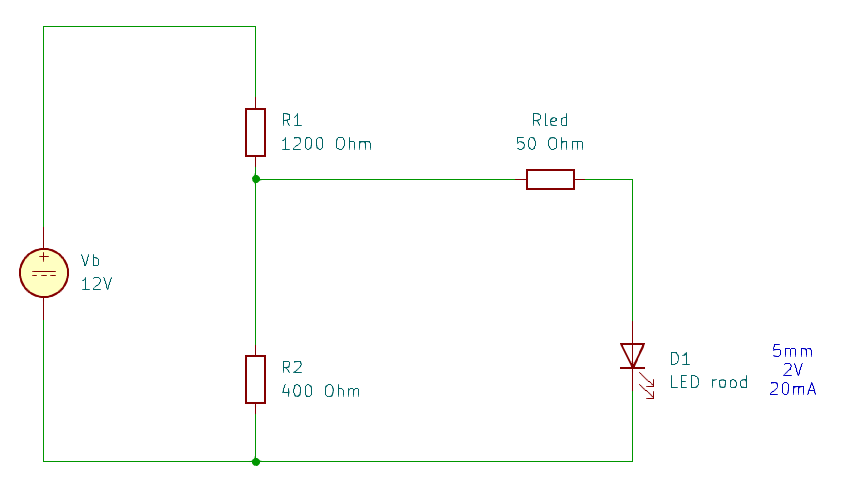 R1
1200 Ohm
Rled
50 Ohm
Vb
12V
R2
400 Ohm
D1
LED rood
5mm
2V
20mA